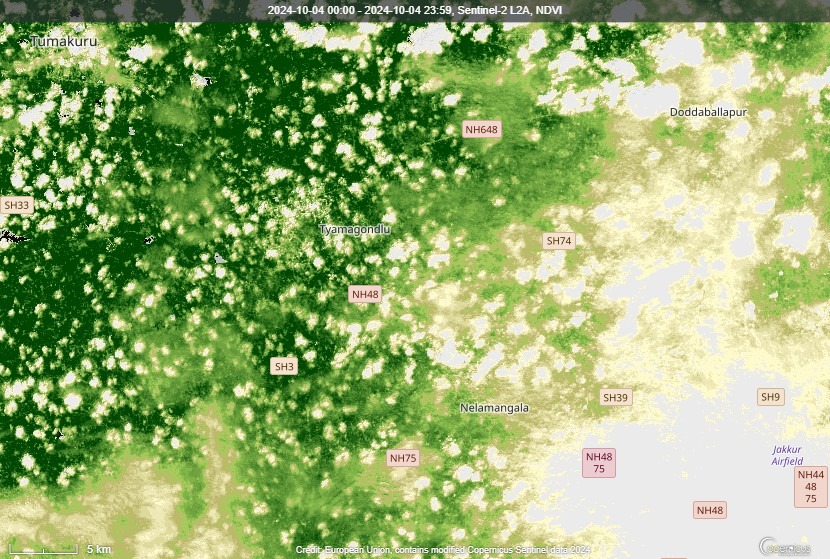 2024-10-04 00:00 - 2024-10-04 23:59, Sentinel-2 L2A, NDVI
Tumakuru
Doddaballapur
NH648
SH33
Tyamagondlu
SH74
NH48
SH3
SH39
SH9
Nelamangala
NH75
NH48
75
Jakkur
Airfield
NH44
48
75
NH48
5 km
Credit: European Union, contains modified Copernicus Sentinel data 2024
opernicus